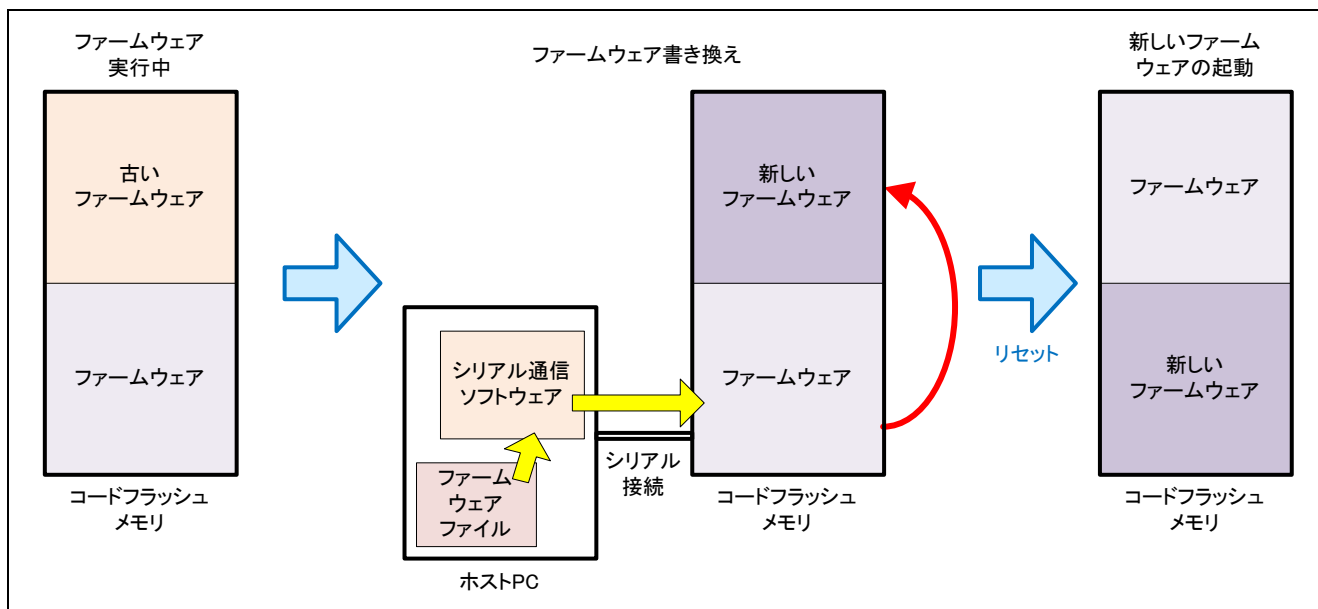 ファームウェア
実行中
古い
ファームウェア
ファームウェア
コードフラッシュ
メモリ
ファームウェア書き換え
シリアル通信
ソフトウェア
ファーム
ウェア
ファイル
ホストPC
シリアル
接続
新しい
ファームウェア
ファームウェア
コードフラッシュ
メモリ
リセット
新しいファーム
ウェアの起動
ファームウェア
新しい
ファームウェア
コードフラッシュ
メモリ